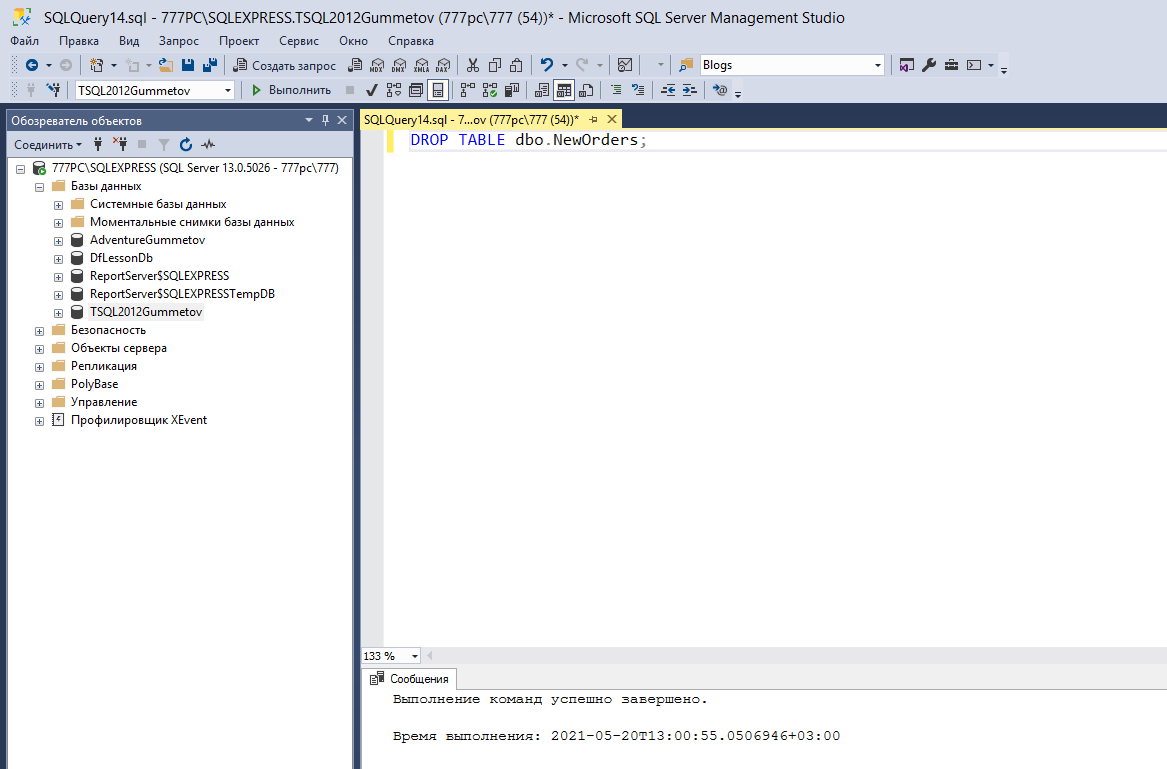 SQLQuery14.sql - 777PC\SQLEXPRESS.TSQL2012Gummetov (777pc\777 (54))* - Microsoft SQL Server Management Studio
Файл Правка Вид Запрос Проект Сервис Окно Справка
Создать запрос MDX DMX XMLA DAX Blogs
TSQL2012Gummetov Выполнить
Обозреватель объектов
SQLQuery14.sql - 7...ov (777pc\777 (54))*
Соединить
DROP TABLE dbo.NewOrders;
777PC\SQLEXPRESS (SQL Server 13.0.5026 - 777pc\777)
Базы данных
Системные базы данных
Моментальные снимки базы данных
AdventureGummetov
DfLessonDb
ReportServer$SQLEXPRESS
ReportServer$SQLEXPRESSTempDB
TSQL2012Gummetov
Безопасность
Объекты сервера
Репликация
PolyBase
Управление
Профилировщик XEvent
133 %
Сообщения
Выполнение команд успешно завершено.
Время выполнения: 2021-05-20T13:00:55.0506946+03:00